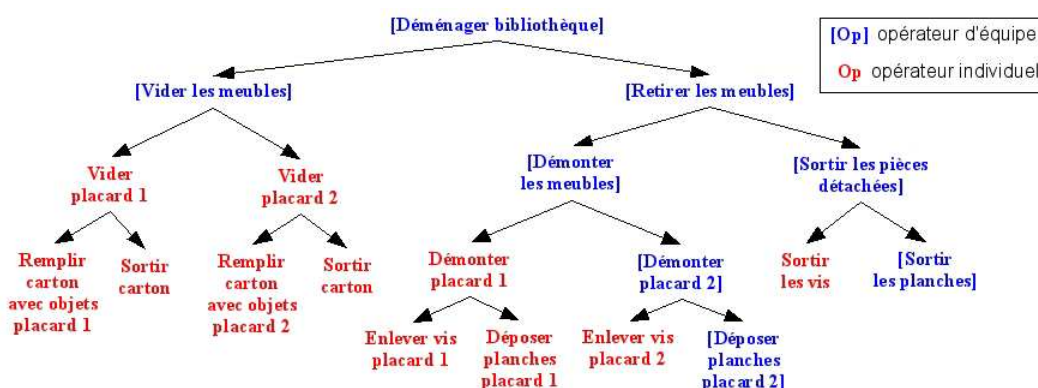 [Déménager bibliothèque]
[Op] opérateur d'équipe
Op opérateur individuel
[Vider les meubles]
[Retirer les meubles]
Vider
placard 1
Vider
placard 2
[Démonter
les meubles]
[Sortir les pièces
détachées]
Remplir
carton
avec objets
placard 1
Sortir
carton
Remplir
carton
avec objets
placard 2
Sortir
carton
Démonter
placard 1
[Démonter
placard 2]
Sortir
les vis
[Sortir
les planches]
Enlever vis
placard 1
Déposer
planches
placard 1
Enlever vis
placard 2
[Déposer
planches
placard 2]